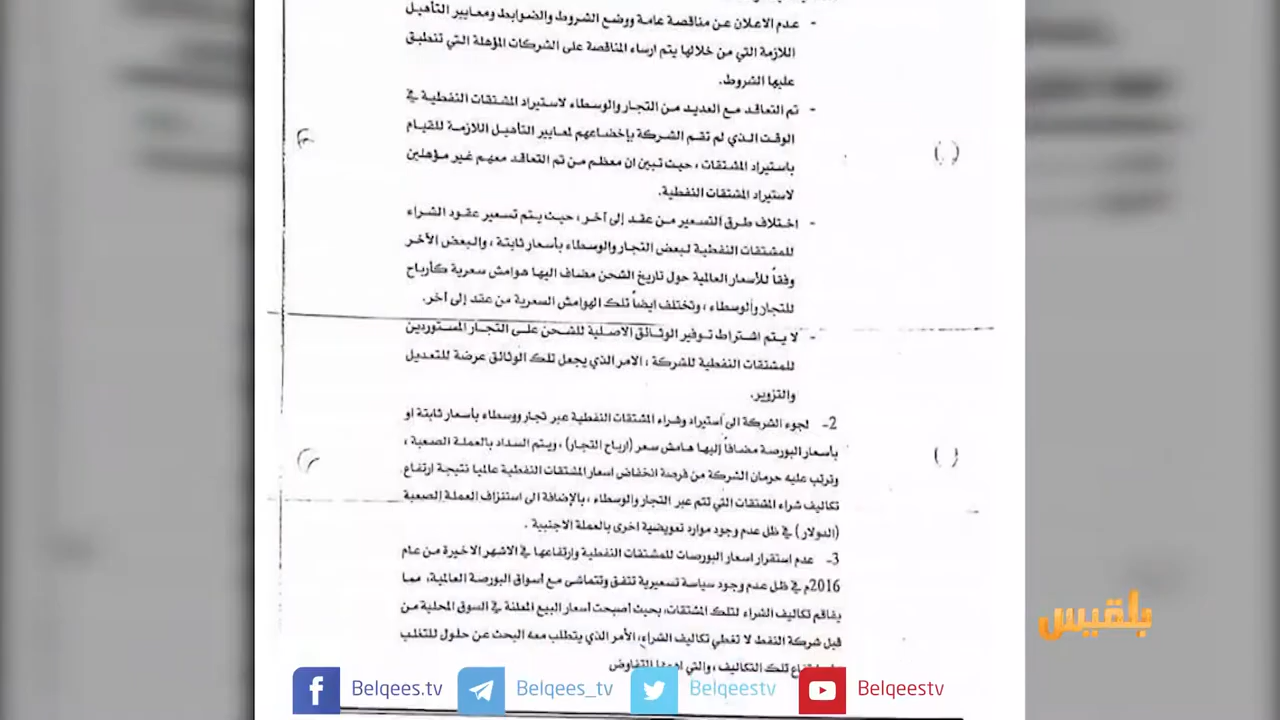 - عدم الاعلان عن مناقصة عامة ووضع الشروط والضوابط ومعايير التأهيل
اللازمة التي من خلالها يتم ارساء المناقصة على الشركات المؤهلة التي تنطبق
عليها الشروط.
- تم التعاقد مع العديد من التجار والوسطاء لاستيراد المشتقات النفطية في
الوقت الذي لم تقم الشركة بإخضاعهم لمعايير التأهيل اللازمة للقيام
باستيراد المشتقات ، حيث تبين ان معظم من تم التعاقد معهم غير مؤهلين
لاستيراد المشتقات النفطية.
- اختلاف طرق التسعير من عقد إلى آخر ، حيث يتم تسعير عقود الشراء
للمشتقات النفطية لبعض التجار والوسطاء بأسعار ثابتة ، والبعض الآخر
وفقاً للأسعار العالمية حول تاريخ الشحن مضاف اليها هوامش سعرية كأرباح
للتجار والوسطاء ، وتختلف ايضاً تلك الهوامش السعرية من عقد إلى آخر.
- لا يتم اشتراط توفير الوثائق الاصلية للشحن على التجار المستوردين
للمشتقات النفطية للشركة ، الامر الذي يجعل تلك الوثائق عرضة للتعديل
والتزوير.
2- لجوء الشركة الى استيراد وشراء المشتقات النفطية عبر تجار ووسطاء بأسعار ثابتة او
بأسعار البورصة مضافاً إليها هامش سعر (ارباح التجار) ، ويتم السداد بالعملة الصعبة ،
وترتب عليه حرمان الشركة من فرصة انخفاض اسعار المشتقات النفطية عالميا نتيجة ارتفاع
تكاليف شراء المشتقات التي تتم عبر التجار والوسطاء ، بالإضافة الى استنزاف العملة الصعبة
(الدولار) في ظل عدم وجود موارد تعويضية اخرى بالعملة الاجنبية .
3- عدم استقرار اسعار البورصات للمشتقات النفطية وارتفاعها في الاشهر الاخيرة من عام
2016م في ظل عدم وجود سياسة تسعيرية تتفق وتتماشى مع أسواق البورصة العالمية، مما
يفاقم تكاليف الشراء لتلك المشتقات، بحيث أصبحت أسعار البيع المعلنة في السوق المحلية من
قبل شركة النفط لا تغطي تكاليف الشراء، الأمر الذي يتطلب معه البحث عن حلول للتغلب
تلك التكاليف ، والتي التفاوض
بلقيس
Belqees.tv Belqees_tv Belqeestv Belqeestv